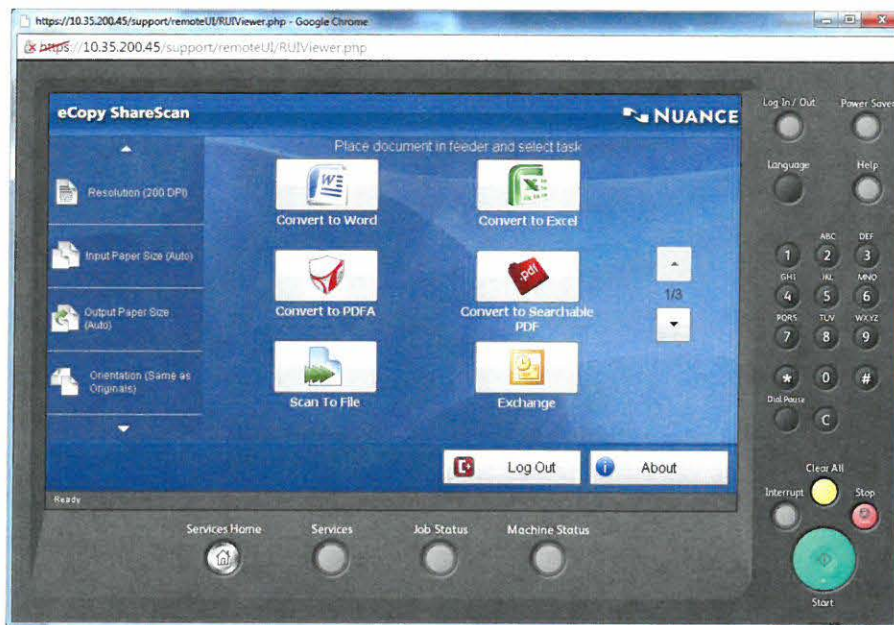 https://10.35.200.45/support/remoteUI/RUIViewer.php - Google Chrome
https://10.35.200.45/support/remoteUI/RUIViewer.php
eCopy ShareScan
NUANCE
Place document in feeder and select task
Resolution (200 DPI)
Input Paper Size (Auto)
Output Paper Size
(Auto)
Orientation (Same as
Originals)
Convert to Word
Convert to Excel
Convert to PDFA
.pdf
Convert to Searchable
PDF
Scan To File
Exchange
1/3
Log Out
About
Ready
Services Home
Services
Job Status
Machine Status
Log In / Out
Power Saver
Language
Help
ABC
DEF
1
2
3
GHI
JKL
MNO
4
5
6
PQRS
TUV
WXYZ
7
8
9
*
0
#
Dial Pause
C
Clear All
Interrupt
Stop
Start